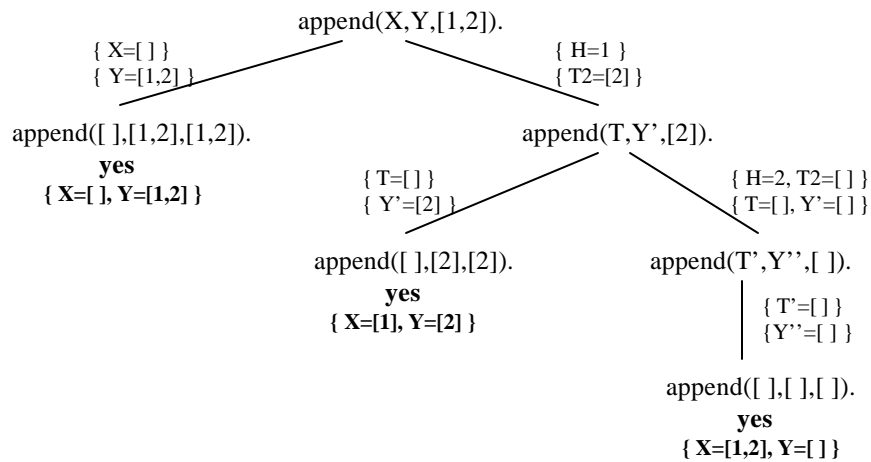 append(X,Y,[1,2]).
{ X=[ ] }
{ Y=[1,2] }
{ H=1 }
{ T2=[2] }
append([ ],[1,2],[1,2]).
yes
{ X=[ ], Y=[1,2] }
append(T,Y’,[2]).
{ T=[ ] }
{ Y’=[2] }
{ H=2, T2=[ ] }
{ T=[ ], Y’=[ ] }
append([ ],[2],[2]).
yes
{ X=[1], Y=[2] }
append(T’,Y’’,[ ]).
{ T’=[ ] }
{Y’’=[ ] }
append([ ],[ ],[ ]).
yes
{ X=[1,2], Y=[ ] }